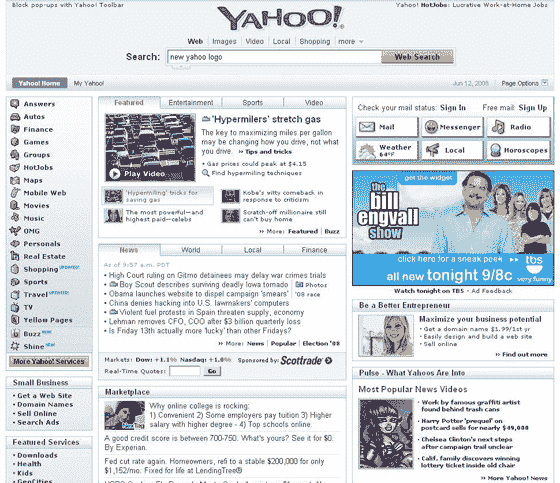 Block pop-ups with Yahoo! Toolbar
Yahoo! HotJobs: Lucrative Work-at-Home Jobs
YAHOO!
Web | Images | Video | Local | Shopping | more
Search: new yahoo logo Web Search
Yahoo! Home My Yahoo! Jun 12, 2008 Page Options
Answers
Autos
Finance
Games
Groups
HotJobs
Maps
Mobile Web
Movies
Music
OMG
Personals
Real Estate
Shopping UPDATED!
Sports
Travel UPDATED!
TV
Yellow Pages
Buzz NEW
Shine NEW
More Yahoo! Services
Small Business
• Get a Web Site
• Domain Names
• Sell Online
• Search Ads
Featured Services
• Downloads
• Health
• Kids
• GeoCities
Featured Entertainment Sports Video
Play Video
'Hypermilers' stretch gas
The key to maximizing miles per gallon
may be changing how you drive, not what
you drive. » Tips and tricks
• Gas prices could peak at $4.15
Find hypermiling techniques
'Hypermiling' tricks for
saving gas
Kobe's witty comeback in
response to criticism
The most powerful—and
highest paid—celebs
Scratch-off millionaire still
can't buy home
» More: Featured | Buzz
News World Local Finance
As of 9:57 a.m. PDT
• High Court ruling on Gitmo detainees may delay war crimes trials
• Boy Scout describes surviving deadly Iowa tornado Photos
• Obama launches website to dispel campaign 'smears' '08 race
• China denies hacking into U.S. lawmakers' computers
• Violent fuel protests in Spain threaten supply, economy
• Lehman removes CFO, COO after $3 billion quarterly loss
• Is Friday 13th actually more 'lucky' than other Fridays?
» More: News | Popular | Election '08
Markets: Dow: +1.1% Nasdaq: +1.0% Sponsored by Scottrade
Real-Time Quotes: Go
Marketplace
Why online college is rocking:
1) Convenient 2) Some employers pay tuition 3) Higher
salary with higher degree - 4) Top schools online.
A good credit score is between 700-750. What's yours? See it for $0.
By Experian.
Fed cut rate again. Homeowners, refi to a stable $200,000 for only
$1,152/mo. Fixed for life at LendingTree®
Check your mail status: Sign In Free mail: Sign Up
Mail Messenger Radio
Weather
64°F
Local Horoscopes
get the widget
the
bill
engvall
show
click here for a sneak peek
all new tonight 9/8c
tbs
very funny
Watch tonight on TBS - Ad Feedback
Be a Better Entrepreneur
Maximize your business potential
• Get a domain name $1.99/1st yr
• Easily design and build a web site
• Sell online
» Find out more
Pulse - What Yahoos Are Into
Most Popular News Videos
• Work by famous graffiti artist
found behind trash cans
• Harry Potter 'prequel' on
postcard sells for nearly
$49,000
• Chelsea Clinton's next steps
after campaign trail unclear
• Calif. family discovers winning
lottery ticket inside old chair
» More Yahoo! News